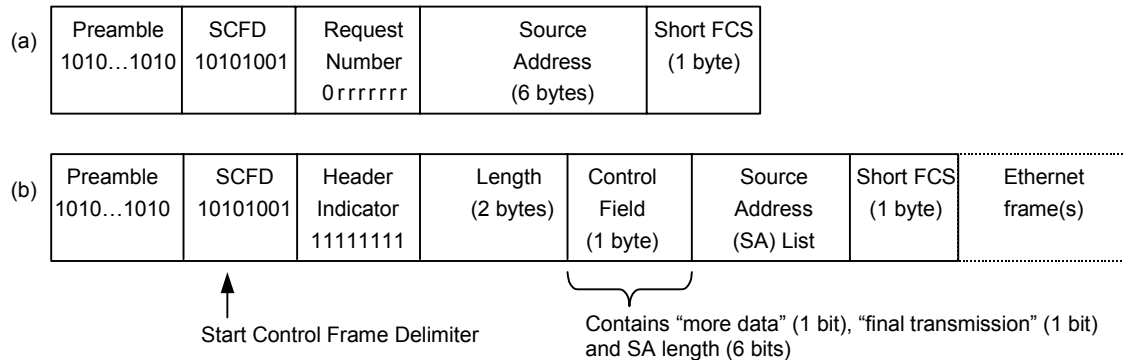 (a)
Preamble SCFD Request Source Short FCS
1010...1010 10101001 Number Address (1 byte)
0rrrrrrr (6 bytes)
(b)
Preamble SCFD Header Length Control Source Short FCS Ethernet
1010...1010 10101001 Indicator (2 bytes) Field Address (1 byte) frame(s)
11111111 (1 byte) (SA) List
Start Control Frame Delimiter
Contains “more data” (1 bit), “final transmission” (1 bit)
and SA length (6 bits)